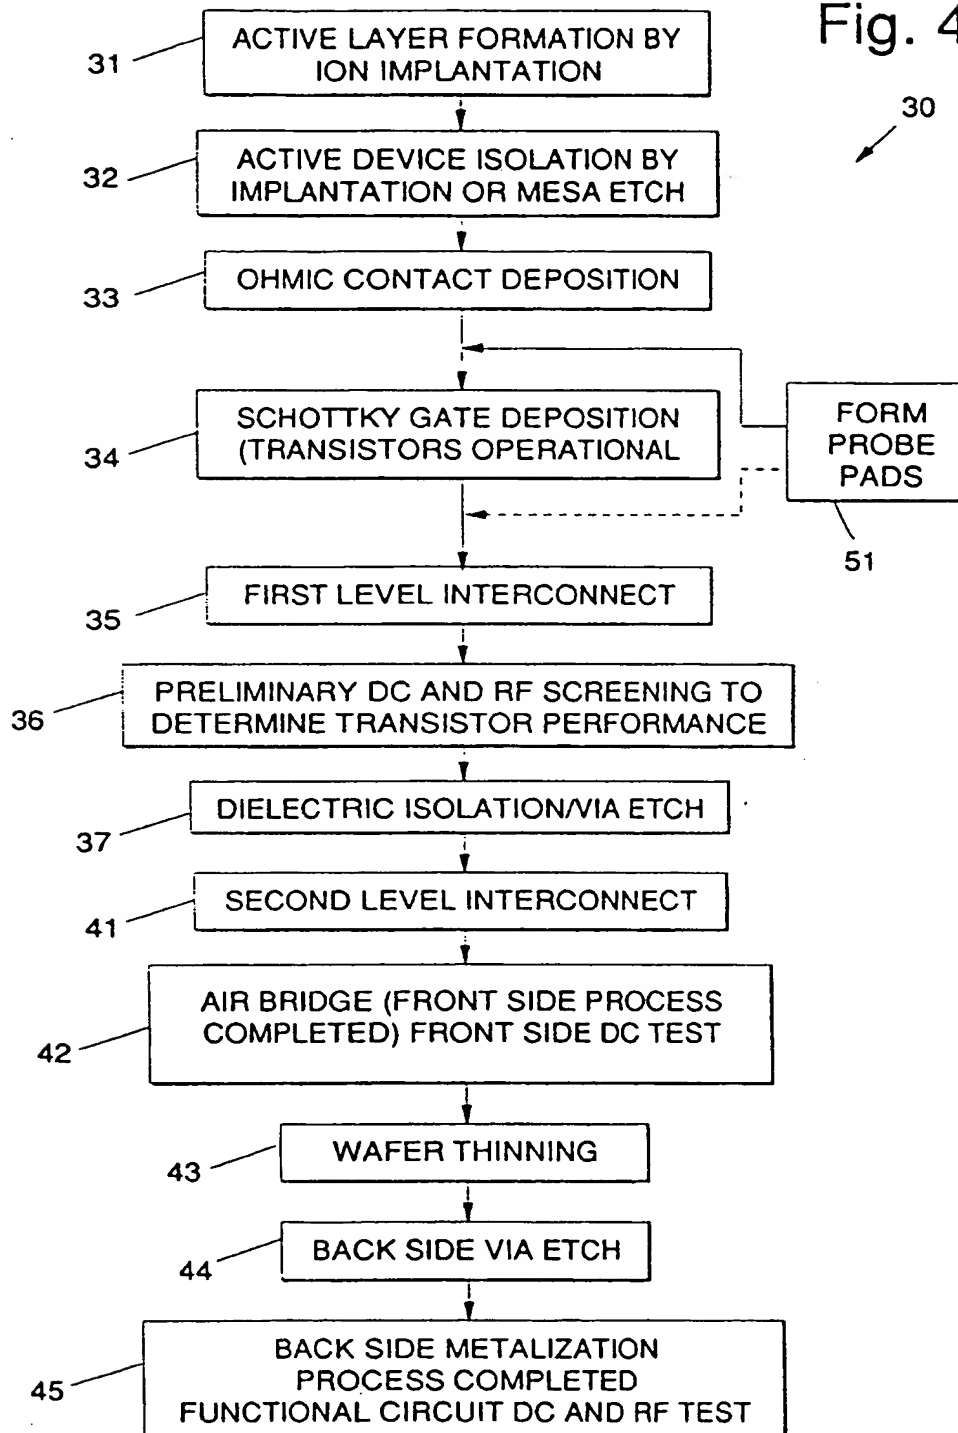 Fig. 4
30
31
ACTIVE LAYER FORMATION BY
ION IMPLANTATION
32
ACTIVE DEVICE ISOLATION BY
IMPLANTATION OR MESA ETCH
33
OHMIC CONTACT DEPOSITION
34
SCHOTTKY GATE DEPOSITION
(TRANSISTORS OPERATIONAL
FORM
PROBE
PADS
51
35
FIRST LEVEL INTERCONNECT
36
PRELIMINARY DC AND RF SCREENING TO
DETERMINE TRANSISTOR PERFORMANCE
37
DIELECTRIC ISOLATION/VIA ETCH
41
SECOND LEVEL INTERCONNECT
42
AIR BRIDGE (FRONT SIDE PROCESS
COMPLETED) FRONT SIDE DC TEST
43
WAFER THINNING
44
BACK SIDE VIA ETCH
45
BACK SIDE METALIZATION
PROCESS COMPLETED
FUNCTIONAL CIRCUIT DC AND RF TEST